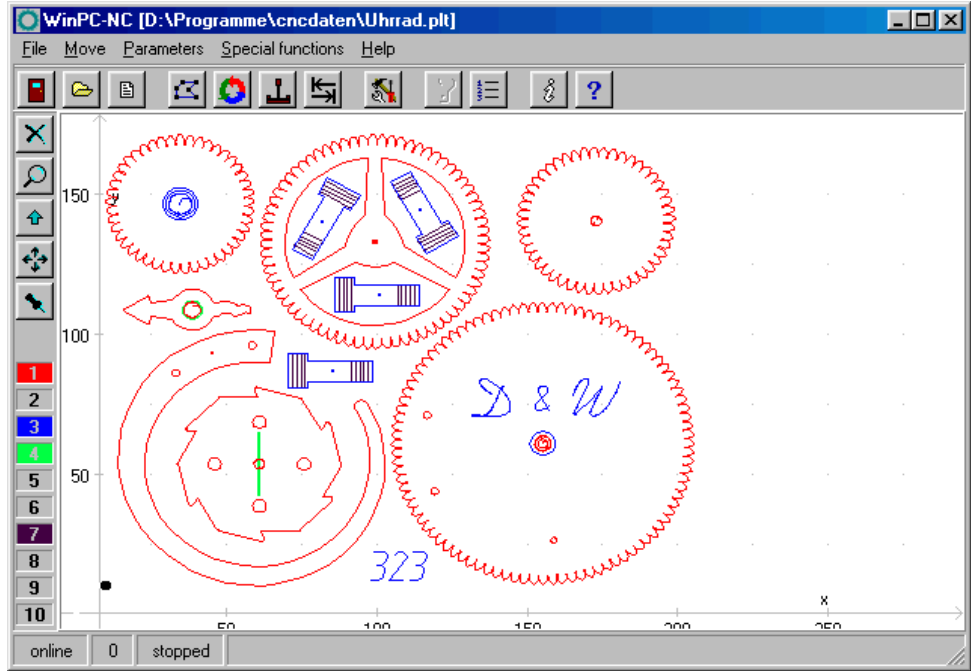 WinPC-NC [D:\Programme\cncdaten\Uhrrad.plt]
File Move Parameters Special functions Help
?
150
Y
100
D & W
1
2
3
4
50
5
6
7
323
8
9
x
10
50 100 150 200 250
online 0 stopped